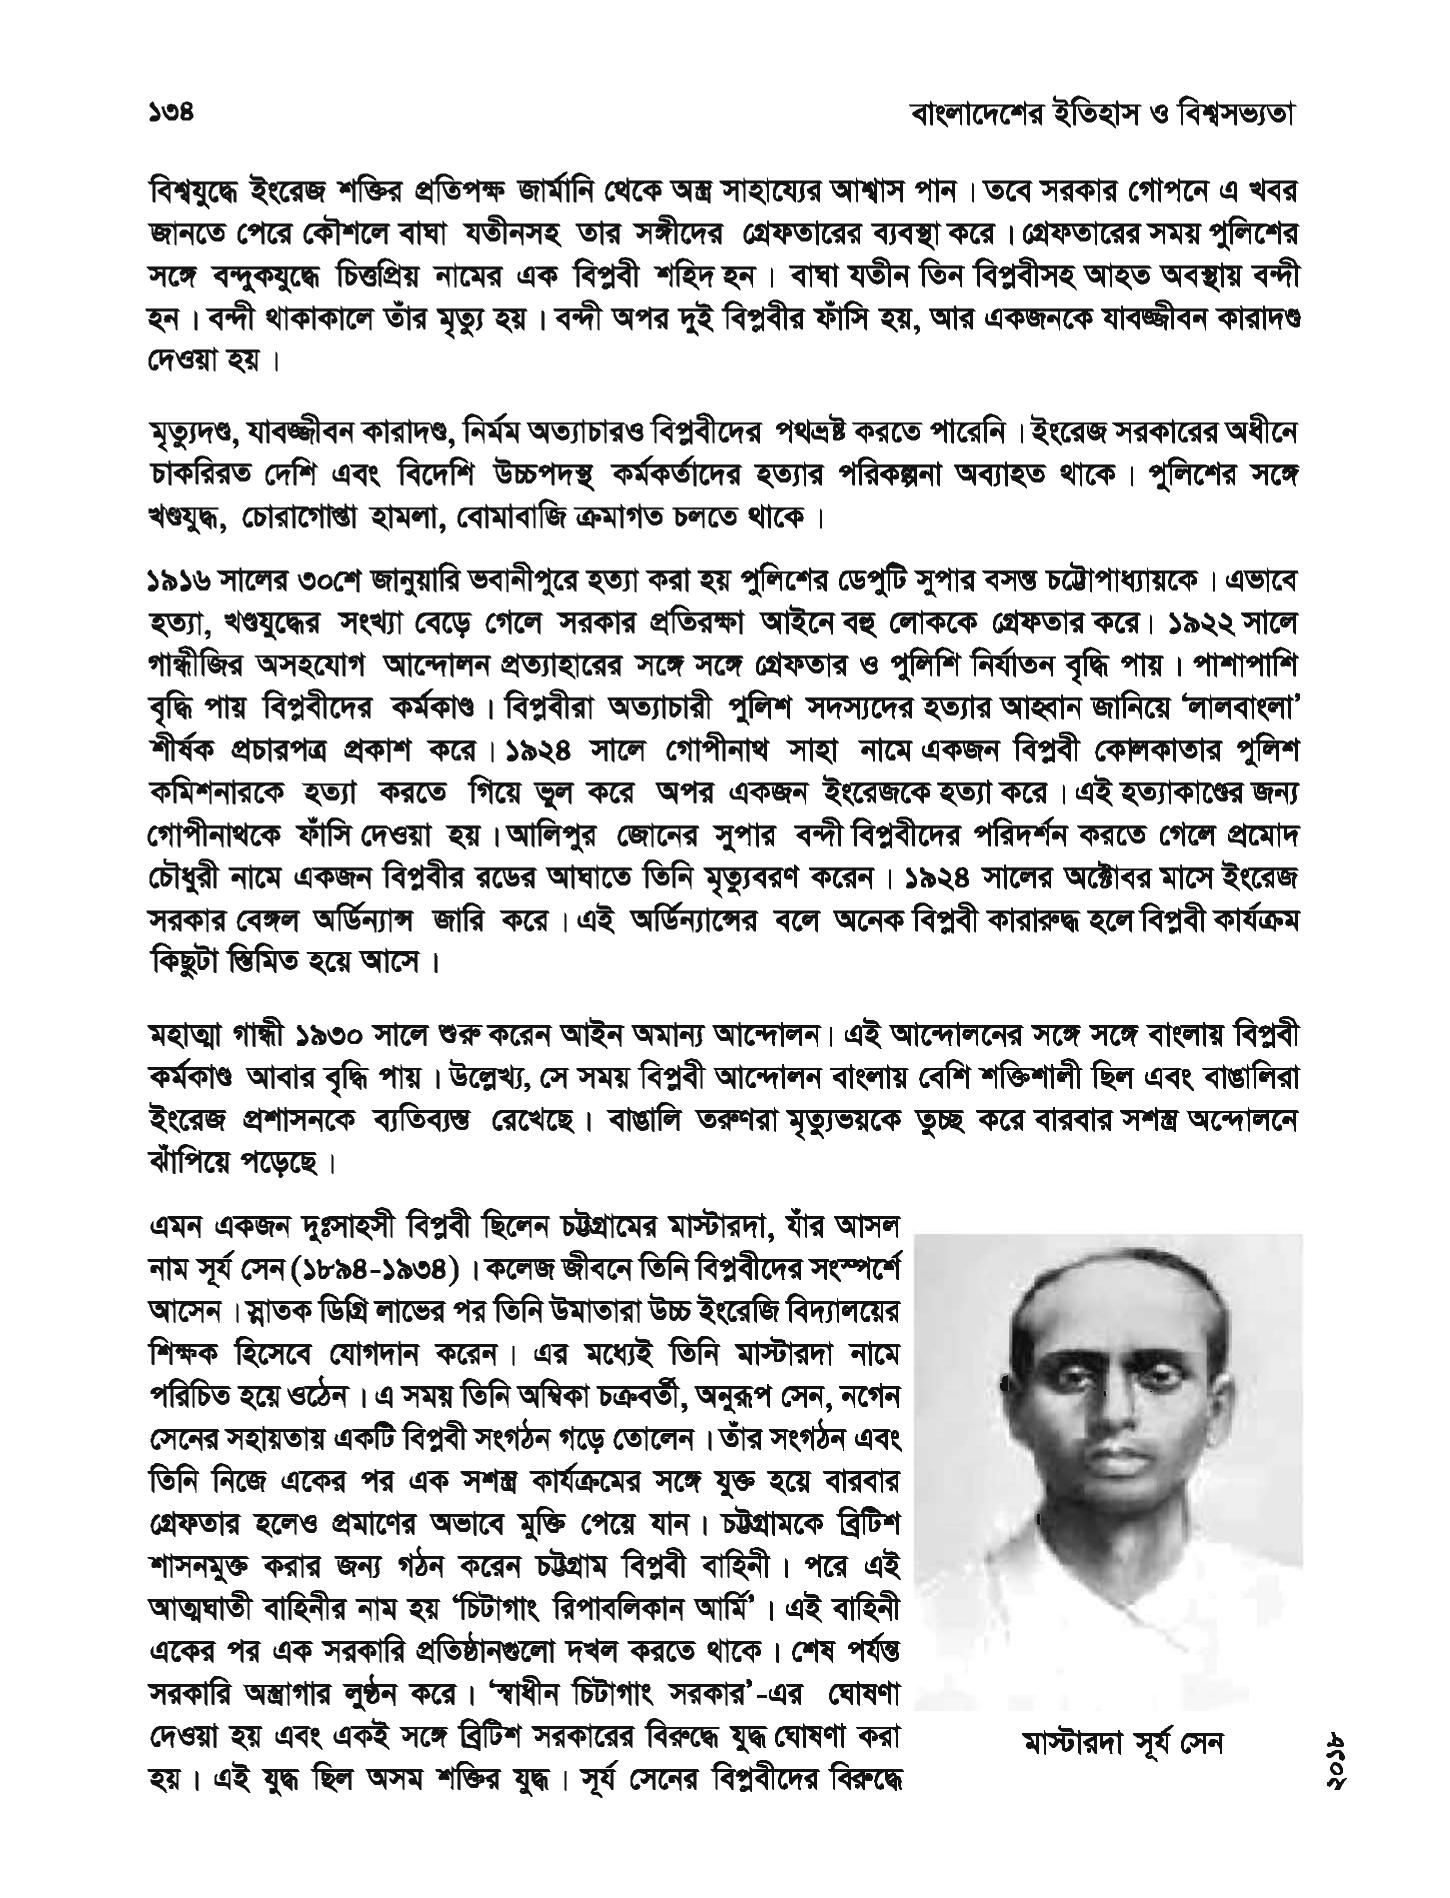 ১৩৪
বাংলাদেশের ইতিহাস ও বিশ্বসভ্যতা
বিশ্বযুদ্ধে ইংরেজ শক্তির প্রতিপক্ষ জার্মানি থেকে অস্ত্র সাহায্যের আশ্বাস পান। তবে সরকার গোপনে এ খবর
জানতে পেরে কৌশলে বাঘা যতীনসহ তার সঙ্গীদের গ্রেফতারের ব্যবস্থা করে। গ্রেফতারের সময় পুলিশের
সঙ্গে বন্দুকযুদ্ধে চিত্তপ্রিয় নামের এক বিপ্লবী শহিদ হন। বাঘা যতীন তিন বিপ্লবীসহ আহত অবস্থায় বন্দী
হন। বন্দী থাকাকালে তাঁর মৃত্যু হয়। বন্দী অপর দুই বিপ্লবীর ফাঁসি হয়, আর একজনকে যাবজ্জীবন কারাদণ্ড
দেওয়া হয়।
মৃত্যুদণ্ড, যাবজ্জীবন কারাদণ্ড, নির্মম অত্যাচারও বিপ্লবীদের পথভ্রষ্ট করতে পারেনি। ইংরেজ সরকারের অধীনে
চাকরিরত দেশি এবং বিদেশি উচ্চপদস্থ কর্মকর্তাদের হত্যার পরিকল্পনা অব্যাহত থাকে। পুলিশের সঙ্গে
খণ্ডযুদ্ধ, চোরাগোপ্তা হামলা, বোমাবাজি ক্রমাগত চলতে থাকে।
১৯১৬ সালের ৩০শে জানুয়ারি ভবানীপুরে হত্যা করা হয় পুলিশের ডেপুটি সুপার বসন্ত চট্টোপাধ্যায়কে। এভাবে
হত্যা, খণ্ডযুদ্ধের সংখ্যা বেড়ে গেলে সরকার প্রতিরক্ষা আইনে বহু লোককে গ্রেফতার করে। ১৯২২ সালে
গান্ধীজির অসহযোগ আন্দোলন প্রত্যাহারের সঙ্গে সঙ্গে গ্রেফতার ও পুলিশি নির্যাতন বৃদ্ধি পায়। পাশাপাশি
বৃদ্ধি পায় বিপ্লবীদের কর্মকাণ্ড। বিপ্লবীরা অত্যাচারী পুলিশ সদস্যদের হত্যার আহ্বান জানিয়ে ‘লালবাংলা’
শীর্ষক প্রচারপত্র প্রকাশ করে। ১৯২৪ সালে গোপীনাথ সাহা নামে একজন বিপ্লবী কোলকাতার পুলিশ
কমিশনারকে হত্যা করতে গিয়ে ভুল করে অপর একজন ইংরেজকে হত্যা করে। এই হত্যাকাণ্ডের জন্য
গোপীনাথকে ফাঁসি দেওয়া হয়। আলিপুর জোনের সুপার বন্দী বিপ্লবীদের পরিদর্শন করতে গেলে প্রমোদ
চৌধুরী নামে একজন বিপ্লবীর রডের আঘাতে তিনি মৃত্যুবরণ করেন। ১৯২৪ সালের অক্টোবর মাসে ইংরেজ
সরকার বেঙ্গল অর্ডিন্যান্স জারি করে। এই অর্ডিন্যান্সের বলে অনেক বিপ্লবী কারারুদ্ধ হলে বিপ্লবী কার্যক্রম
কিছুটা স্তিমিত হয়ে আসে।
মহাত্মা গান্ধী ১৯৩০ সালে শুরু করেন আইন অমান্য আন্দোলন। এই আন্দোলনের সঙ্গে সঙ্গে বাংলায় বিপ্লবী
কর্মকাণ্ড আবার বৃদ্ধি পায়। উল্লেখ্য, সে সময় বিপ্লবী আন্দোলন বাংলায় বেশি শক্তিশালী ছিল এবং বাঙালিরা
ইংরেজ প্রশাসনকে ব্যতিব্যস্ত রেখেছে। বাঙালি তরুণরা মৃত্যুভয়কে তুচ্ছ করে বারবার সশস্ত্র অন্দোলনে
ঝাঁপিয়ে পড়েছে।
এমন একজন দুঃসাহসী বিপ্লবী ছিলেন চট্টগ্রামের মাস্টারদা, যাঁর আসল
নাম সূর্য সেন (১৮৯৪-১৯৩৪)। কলেজ জীবনে তিনি বিপ্লবীদের সংস্পর্শে
আসেন। স্নাতক ডিগ্রি লাভের পর তিনি উমাতারা উচ্চ ইংরেজি বিদ্যালয়ের
শিক্ষক হিসেবে যোগদান করেন। এর মধ্যেই তিনি মাস্টারদা নামে
পরিচিত হয়ে ওঠেন। এ সময় তিনি অম্বিকা চক্রবর্তী, অনুরূপ সেন, নগেন
সেনের সহায়তায় একটি বিপ্লবী সংগঠন গড়ে তোলেন। তাঁর সংগঠন এবং
তিনি নিজে একের পর এক সশস্ত্র কার্যক্রমের সঙ্গে যুক্ত হয়ে বারবার
গ্রেফতার হলেও প্রমাণের অভাবে মুক্তি পেয়ে যান। চট্টগ্রামকে ব্রিটিশ
শাসনমুক্ত করার জন্য গঠন করেন চট্টগ্রাম বিপ্লবী বাহিনী। পরে এই
আত্মঘাতী বাহিনীর নাম হয় ‘চিটাগাং রিপাবলিকান আর্মি’। এই বাহিনী
একের পর এক সরকারি প্রতিষ্ঠানগুলো দখল করতে থাকে। শেষ পর্যন্ত
সরকারি অস্ত্রাগার লুণ্ঠন করে। ‘স্বাধীন চিটাগাং সরকার’-এর ঘোষণা
দেওয়া হয় এবং একই সঙ্গে ব্রিটিশ সরকারের বিরুদ্ধে যুদ্ধ ঘোষণা করা
হয়। এই যুদ্ধ ছিল অসম শক্তির যুদ্ধ। সূর্য সেনের বিপ্লবীদের বিরুদ্ধে
মাস্টারদা সূর্য সেন
২০১৮